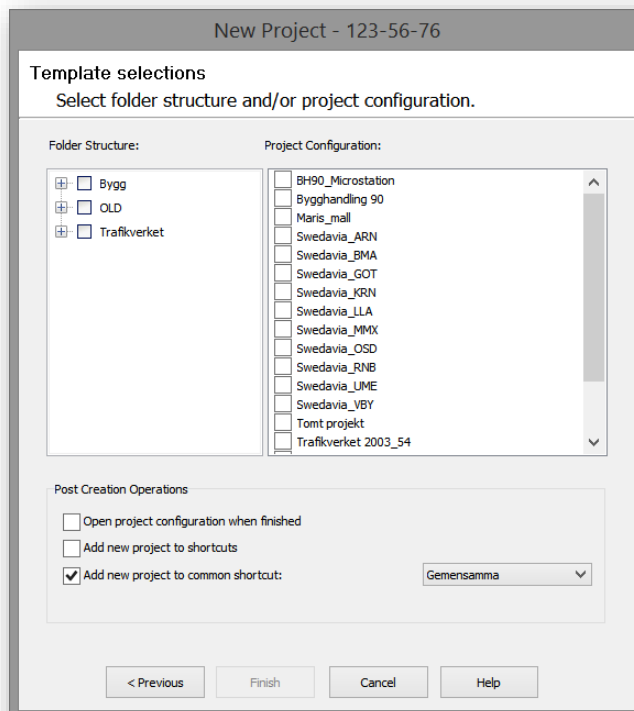 New Project - 123-56-76
Template selections
Select folder structure and/or project configuration.
Folder Structure:
Project Configuration:
Bygg
OLD
Trafikverket
BH90_Microstation
Bygghandling 90
Maris_mall
Swedavia_ARN
Swedavia_BMA
Swedavia_GOT
Swedavia_KRN
Swedavia_LLA
Swedavia_MMX
Swedavia_OSD
Swedavia_RNB
Swedavia_UME
Swedavia_VBY
Tomt projekt
Trafikverket 2003_54
Post Creation Operations
Open project configuration when finished
Add new project to shortcuts
Add new project to common shortcut:
Gemensamma
< Previous
Finish
Cancel
Help